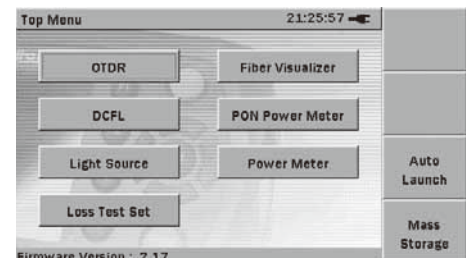 Top Menu 21:25:57
OTDR
Fiber Visualizer
DCFL
PON Power Meter
Light Source
Power Meter
Loss Test Set
Auto
Launch
Mass
Storage
Firmware Version : 7.17